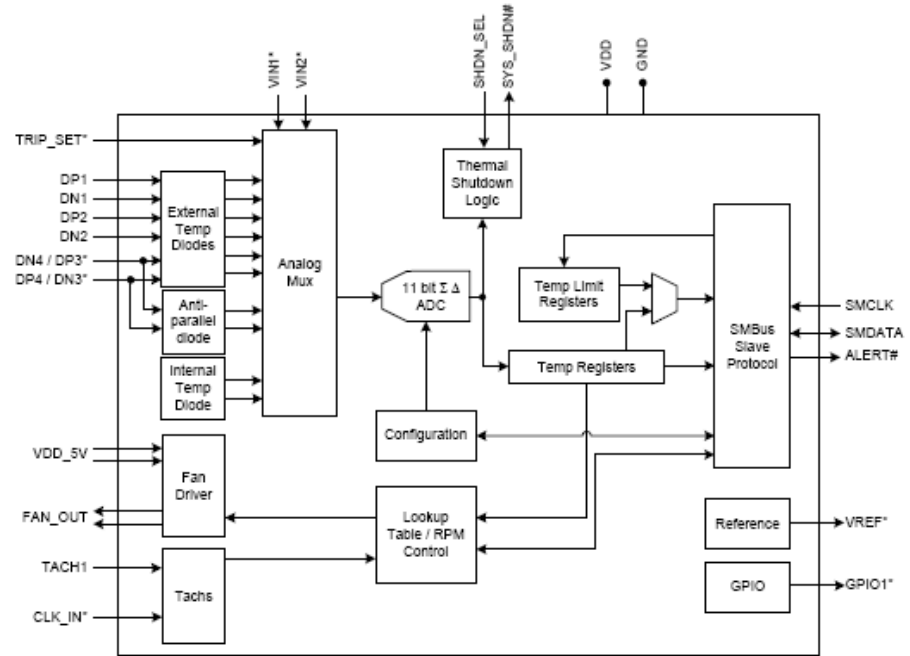 VIN1*
VIN2*
SHDN_SEL
SYS_SHDN#
VDD
GND
TRIP_SET*
DP1
DN1
DP2
DN2
DN4 / DP3*
DP4 / DN3*
External
Temp
Diodes
Anti-
parallel
diode
Internal
Temp
Diode
Analog
Mux
Thermal
Shutdown
Logic
11 bit Σ Δ
ADC
Temp Limit
Registers
Temp Registers
SMBus
Slave
Protocol
SMCLK
SMDATA
ALERT#
Configuration
VDD_5V
FAN_OUT
Fan
Driver
Lookup
Table / RPM
Control
TACH1
CLK_IN*
Tachs
Reference
VREF*
GPIO
GPIO1*